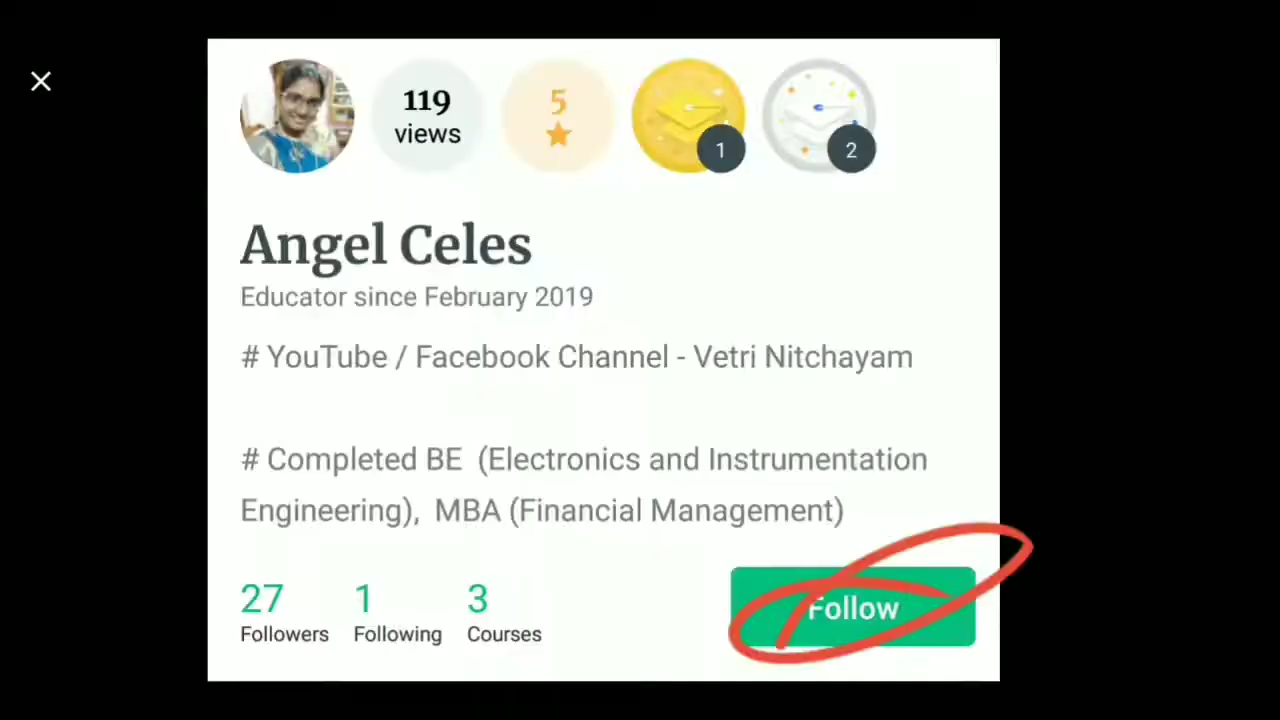 119
views
5
1
2
Angel Celes
Educator since February 2019
# YouTube / Facebook Channel - Vetri Nitchayam
# Completed BE (Electronics and Instrumentation
Engineering), MBA (Financial Management)
27
Followers
1
Following
3
Courses
Follow